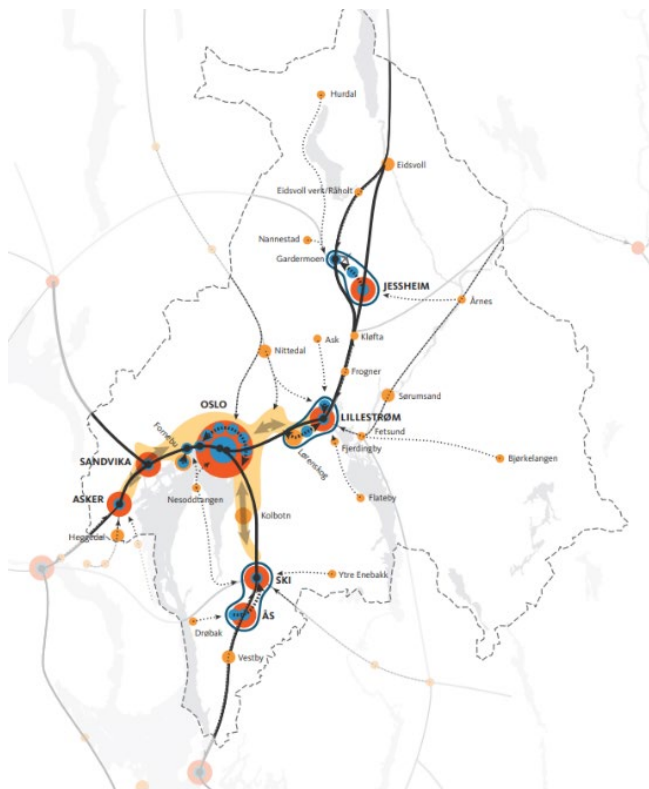 Hurdal
Eidsvoll
Eidsvoll verk/Råholt
Nannestad
Gardermoen
JESSHEIM
Årnes
Ask
Kløfta
Nittedal
Frogner
Sørumsand
OSLO
LILLESTRØM
Fornebu
Fetsund
Lørenskog
Fjerdingby
Bjørkelangen
SANDVIKA
ASKER
Nesoddtangen
Flateby
Kolbotn
Heggedal
SKI
Ytre Enebakk
ÅS
Drøbak
Vestby